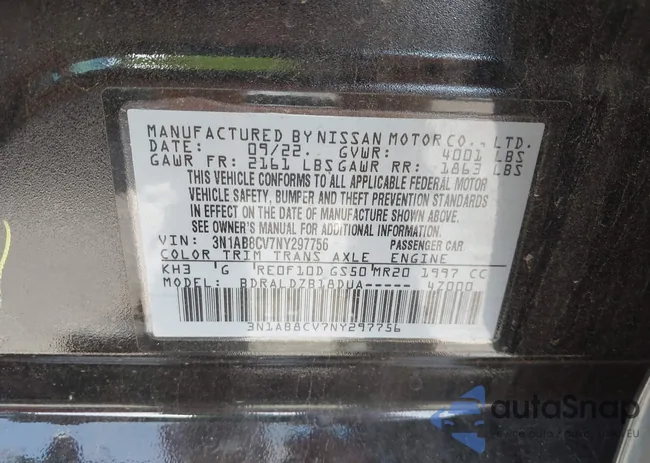 MANUFACTURED BY NISSAN MOTOR CO., LTD.
DATE: 09/22. GVWR: 4001 LBS
GAWR FR: 2161 LBS GAWR RR: 1863 LBS
THIS VEHICLE CONFORMS TO ALL APPLICABLE FEDERAL MOTOR
VEHICLE SAFETY, BUMPER AND THEFT PREVENTION STANDARDS
IN EFFECT ON THE DATE OF MANUFACTURE SHOWN ABOVE.
SEE OWNER'S MANUAL FOR ADDITIONAL INFORMATION.
VIN: 3N1AB8CV7NY297756 PASSENGER CAR
COLOR TRIM TRANS AXLE ENGINE
KH3 G RE0F10D GS50 MR20 1997 CC
MODEL: BDRALDZB18DUA----- 4Z000
3N1AB8CV7NY297756
autoSnap